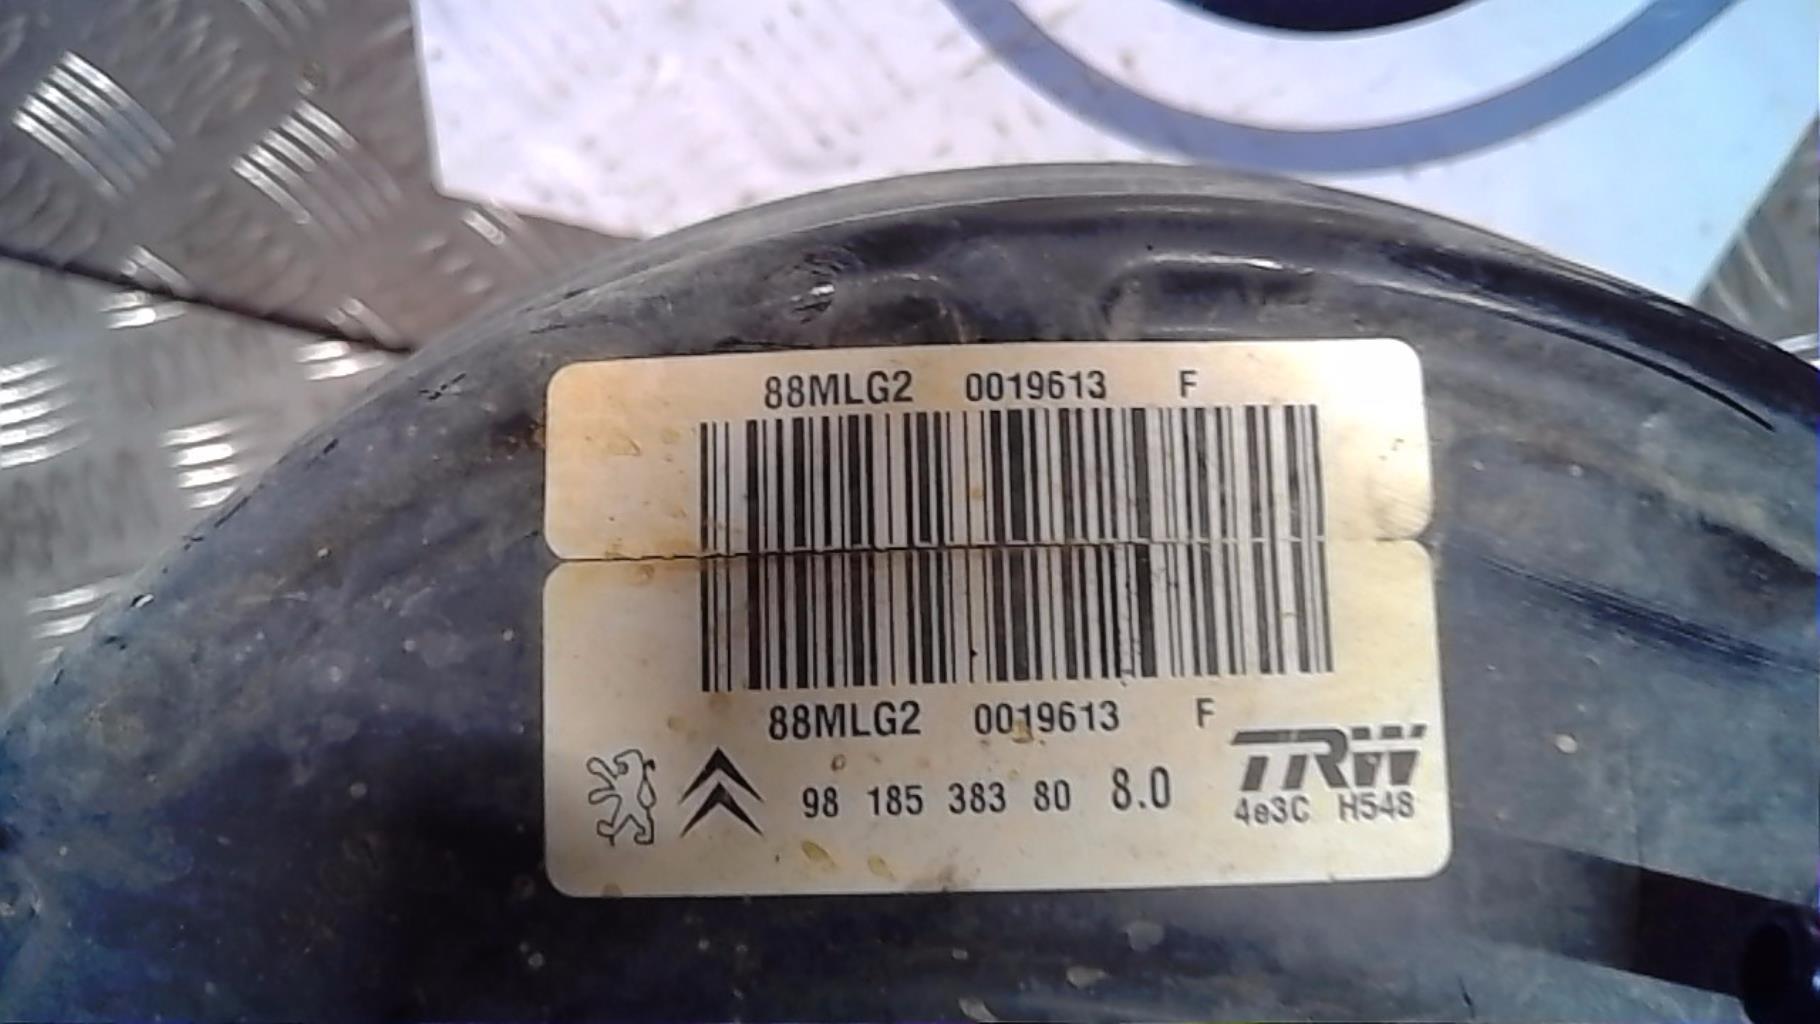 88MLG2 0019613 F
88MLG2 0019613 F
98 185 383 80 8.0
TRW
4e3C H548